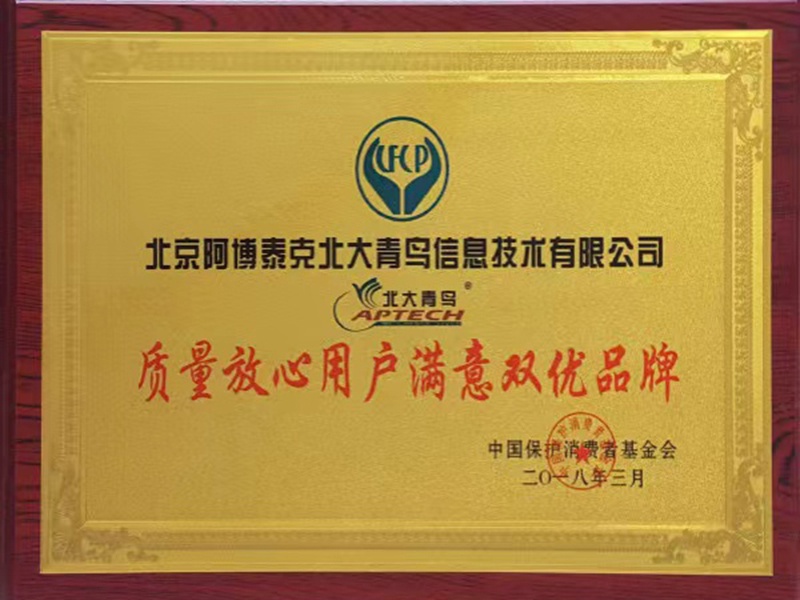 CFCP
北京阿博泰克北大青鸟信息技术有限公司
北大青鸟®
APTECH
质量放心用户满意双优品牌
中国保护消费者基金会
二〇一八年三月